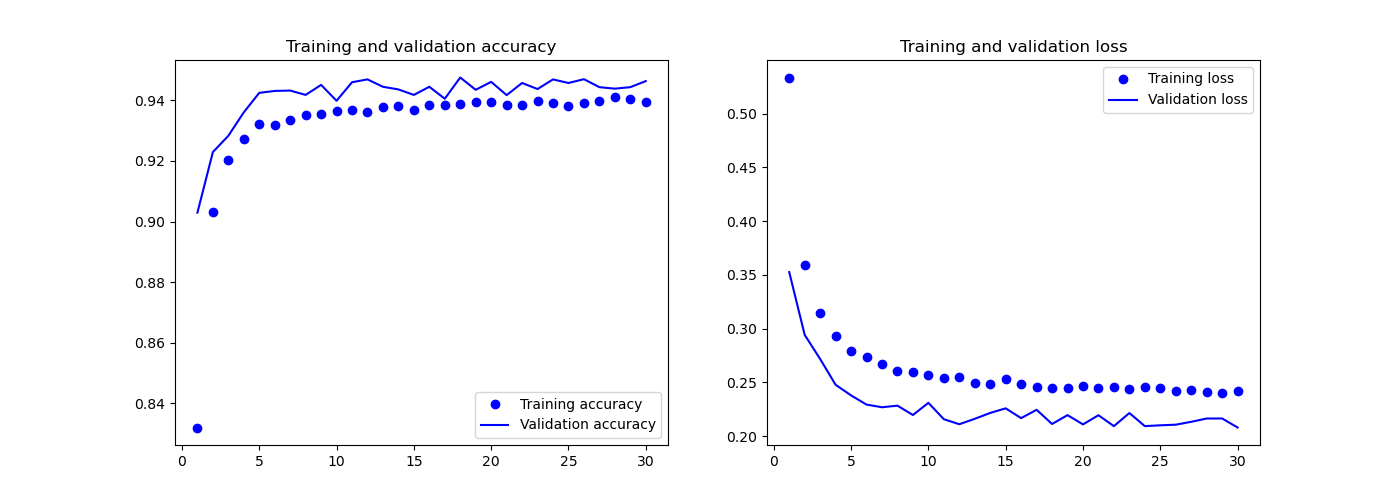 Training and validation accuracy
0.94
0.92
0.90
0.88
0.86
0.84
Training accuracy
Validation accuracy
0 5 10 15 20 25 30
Training and validation loss
0.50
0.45
0.40
0.35
0.30
0.25
0.20
Training loss
Validation loss
0 5 10 15 20 25 30